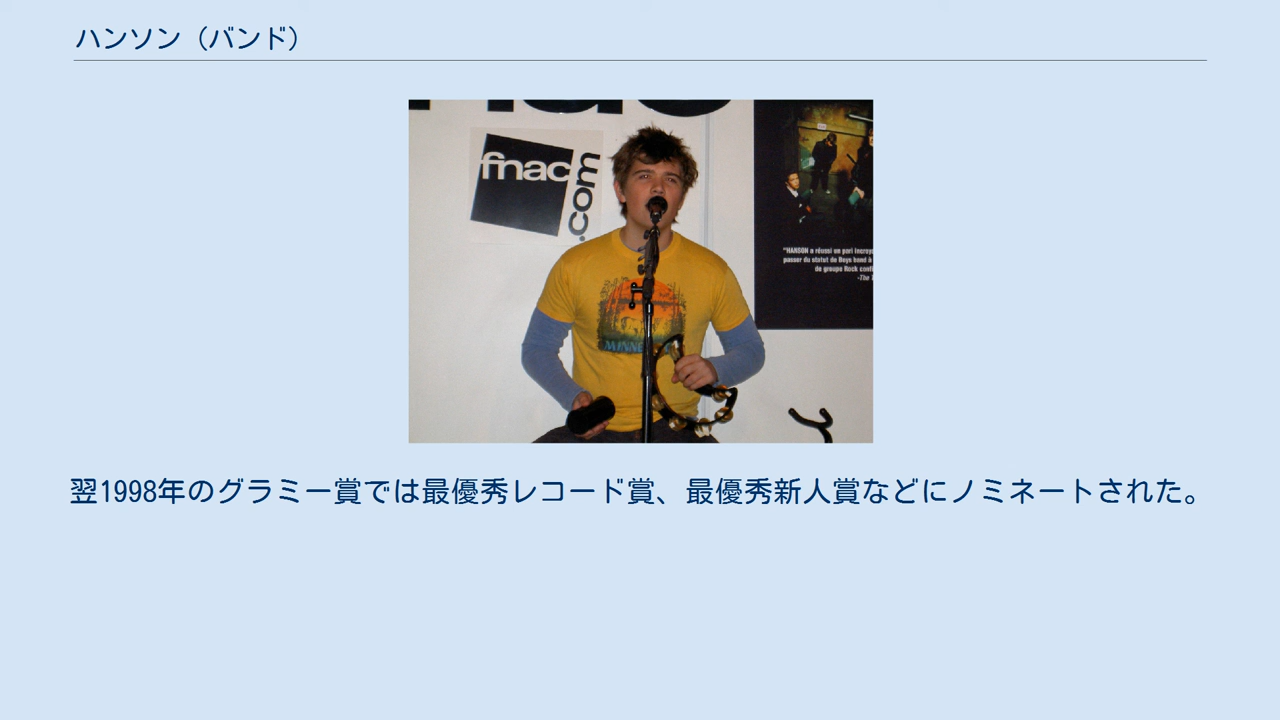 ハンソン（バンド）
fnac
.com
"HANSON a réussi un pari
passer du statut de Boys band à
de groupe Rock
-The
MINNE
翌1998年のグラミー賞では最優秀レコード賞、最優秀新人賞などにノミネートされた。